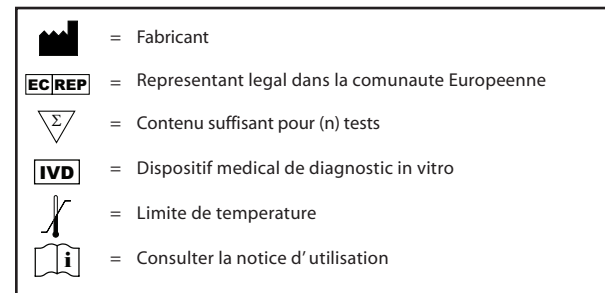 = Fabricant
EC REP = Representant legal dans la comunaute Europeenne
Σ = Contenu suffisant pour (n) tests
IVD = Dispositif medical de diagnostic in vitro
= Limite de temperature
i = Consulter la notice d' utilisation